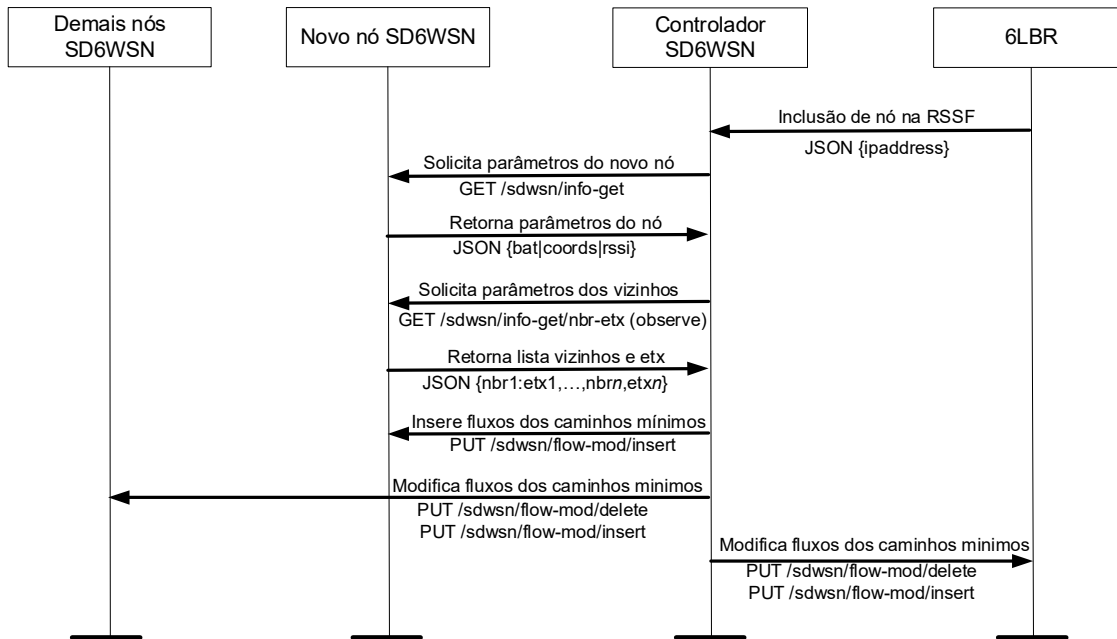 Demais nós
SD6WSN
Novo nó SD6WSN
Controlador
SD6WSN
6LBR
Inclusão de nó na RSSF
JSON {ipaddress}
Solicita parâmetros do novo nó
GET /sdwsn/info-get
Retorna parâmetros do nó
JSON {bat|coords|rssi}
Solicita parâmetros dos vizinhos
GET /sdwsn/info-get/nbr-etx (observe)
Retorna lista vizinhos e etx
JSON {nbr1:etx1,...,nbrn,etxn}
Insere fluxos dos caminhos mínimos
PUT /sdwsn/flow-mod/insert
Modifica fluxos dos caminhos minimos
PUT /sdwsn/flow-mod/delete
PUT /sdwsn/flow-mod/insert
Modifica fluxos dos caminhos minimos
PUT /sdwsn/flow-mod/delete
PUT /sdwsn/flow-mod/insert